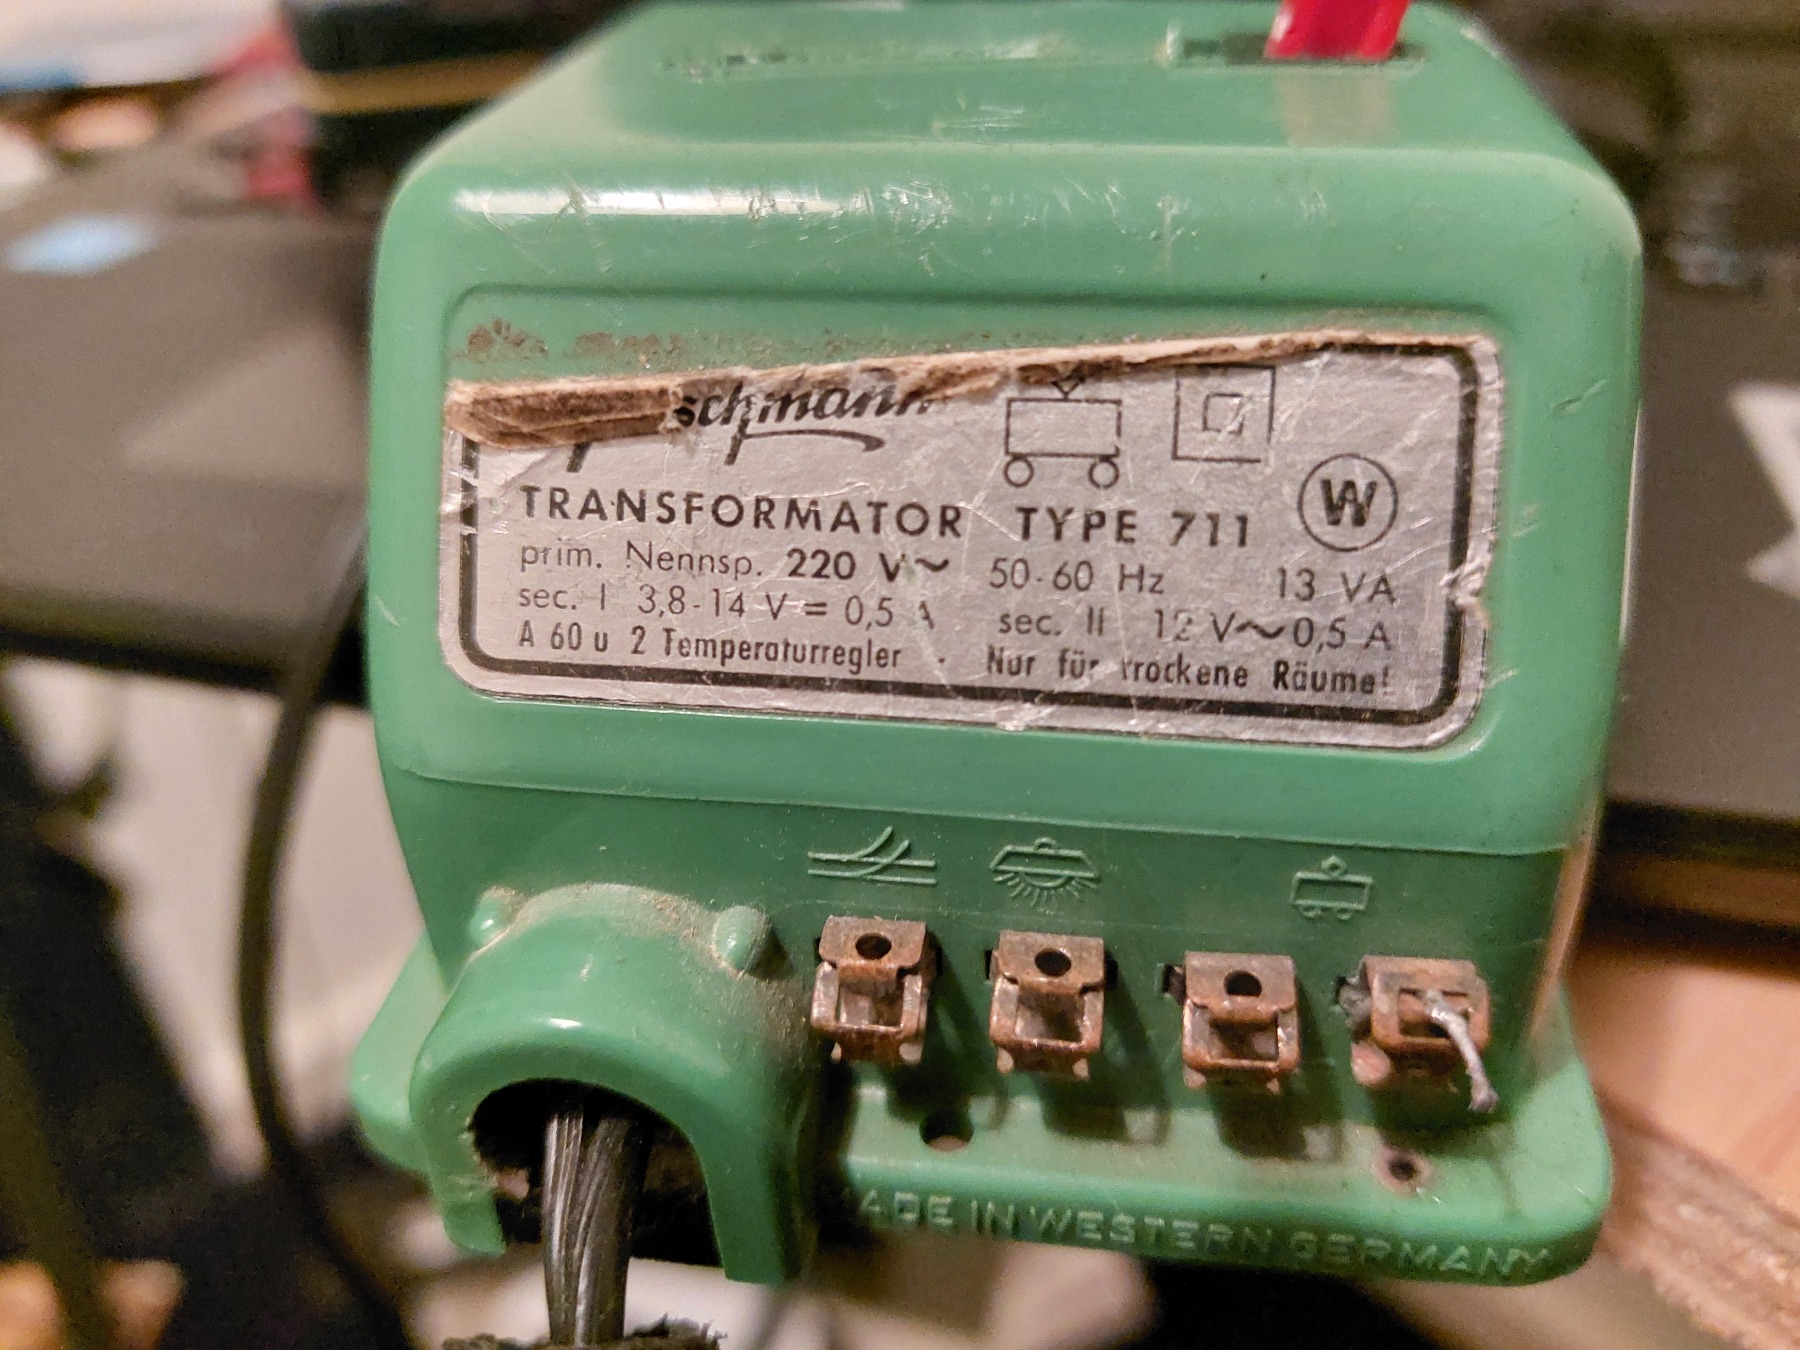 schmann
TRANSFORMATOR TYPE 711 W
prim. Nennsp. 220 V~ 50-60 Hz 13 VA
sec. I 3,8-14 V = 0,5 A sec. II 12 V~0,5 A
A 60 u 2 Temperaturregler - Nur für trockene Räume!
MADE IN WESTERN GERMANY